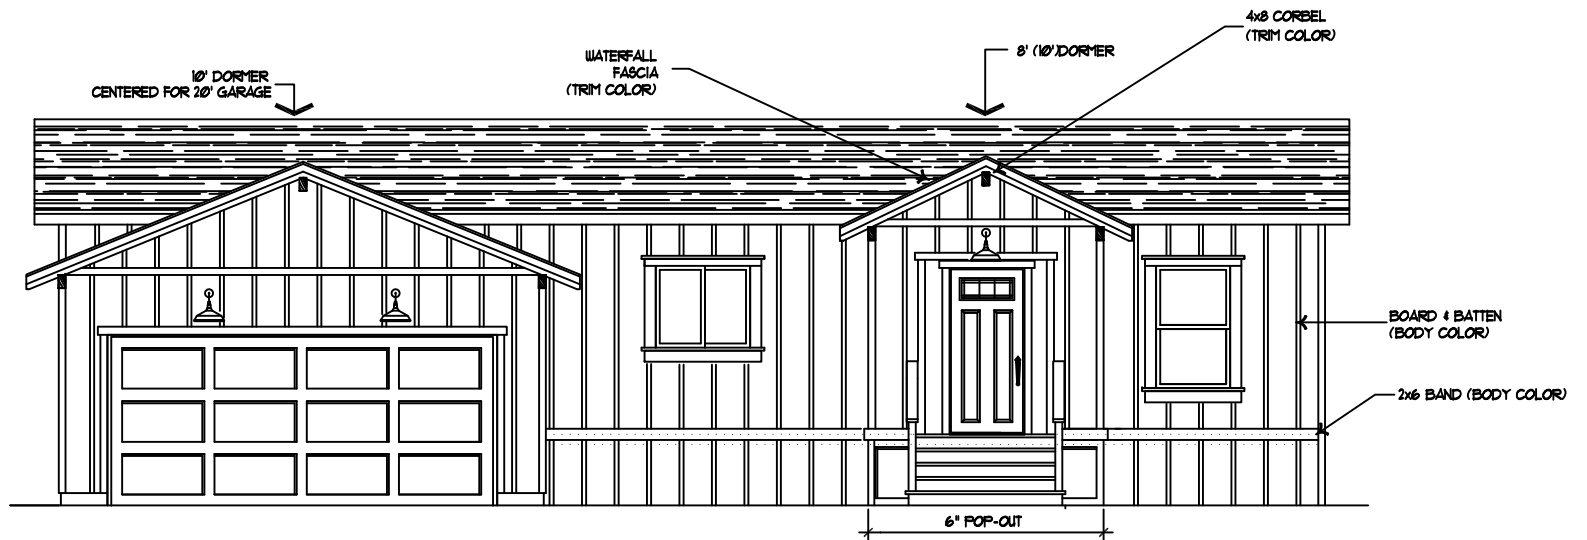 4x8 CORBEL
(TRIM COLOR)
8' (10')DORMER
WATERFALL
FASCIA
(TRIM COLOR)
10' DORMER
CENTERED FOR 20' GARAGE
BOARD & BATTEN
(BODY COLOR)
2x6 BAND (BODY COLOR)
6" POP-OUT